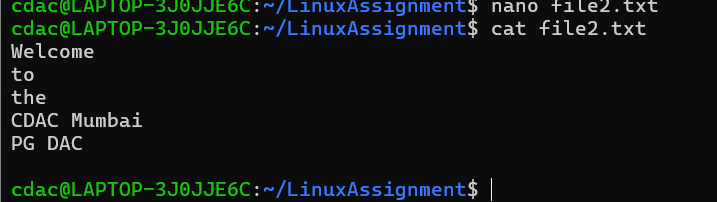 cdac@LAPTOP-3J0JJE6C:~/LinuxAssignment$ nano file2.txt
cdac@LAPTOP-3J0JJE6C:~/LinuxAssignment$ cat file2.txt
Welcome
to
the
CDAC Mumbai
PG DAC
cdac@LAPTOP-3J0JJE6C:~/LinuxAssignment$